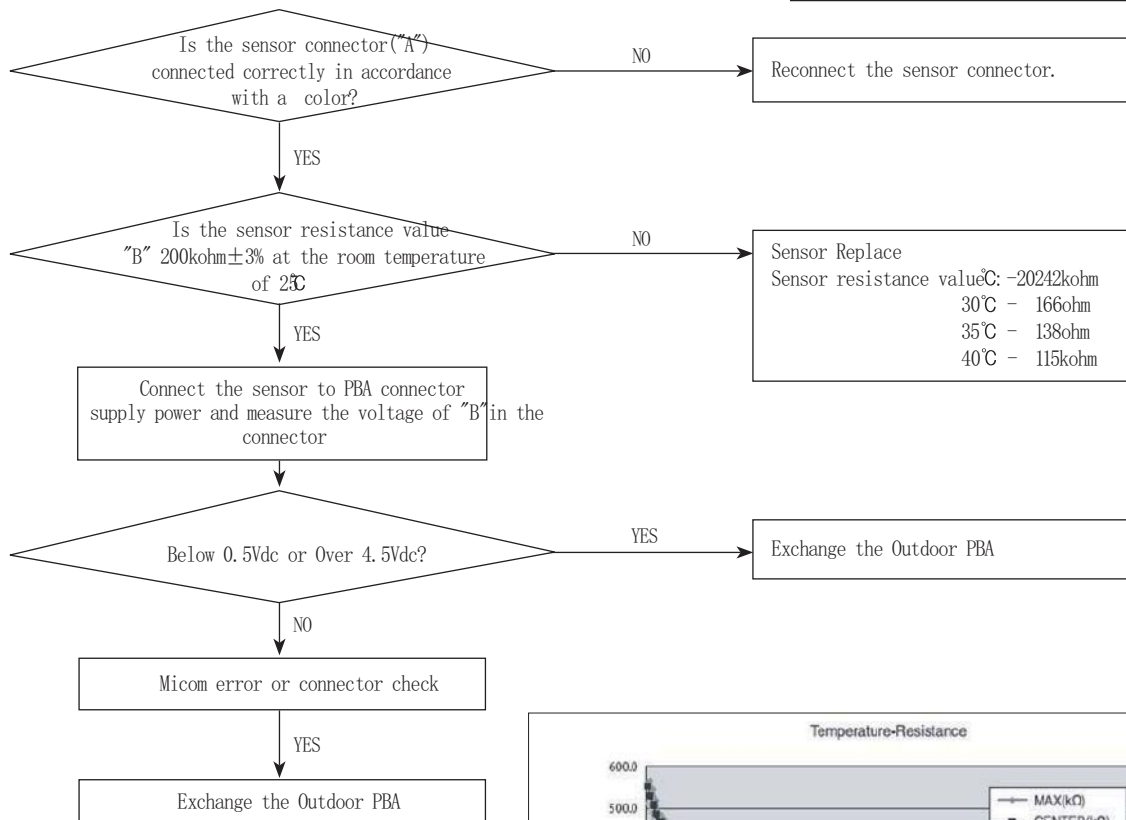 Is the sensor connector("A")
connected correctly in accordance
with a color?
NO
Reconnect the sensor connector.
YES
Is the sensor resistance value
"B" 200kohm±3% at the room temperature
of 25℃
NO
Sensor Replace
Sensor resistance value℃: -20242kohm
30℃ - 166ohm
35℃ - 138ohm
40℃ - 115kohm
YES
Connect the sensor to PBA connector
supply power and measure the voltage of "B"in the
connector
Below 0.5Vdc or Over 4.5Vdc?
YES
Exchange the Outdoor PBA
NO
Micom error or connector check
YES
Exchange the Outdoor PBA
Temperature-Resistance
600.0
500.0
MAX(kΩ)
CENTER(kΩ)